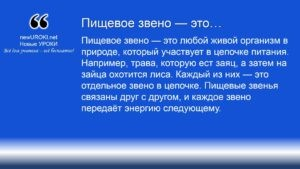 newUROKI.net
Новые УРОКИ
Всё для учителя – всё бесплатно!
Пищевое звено — это…
Пищевое звено — это любой живой организм в
природе, который участвует в цепочке питания.
Например, трава, которую ест заяц, а затем на
зайца охотится лиса. Каждый из них — это
отдельное звено в цепочке. Пищевые звенья
связаны друг с другом, и каждое звено
передаёт энергию следующему.